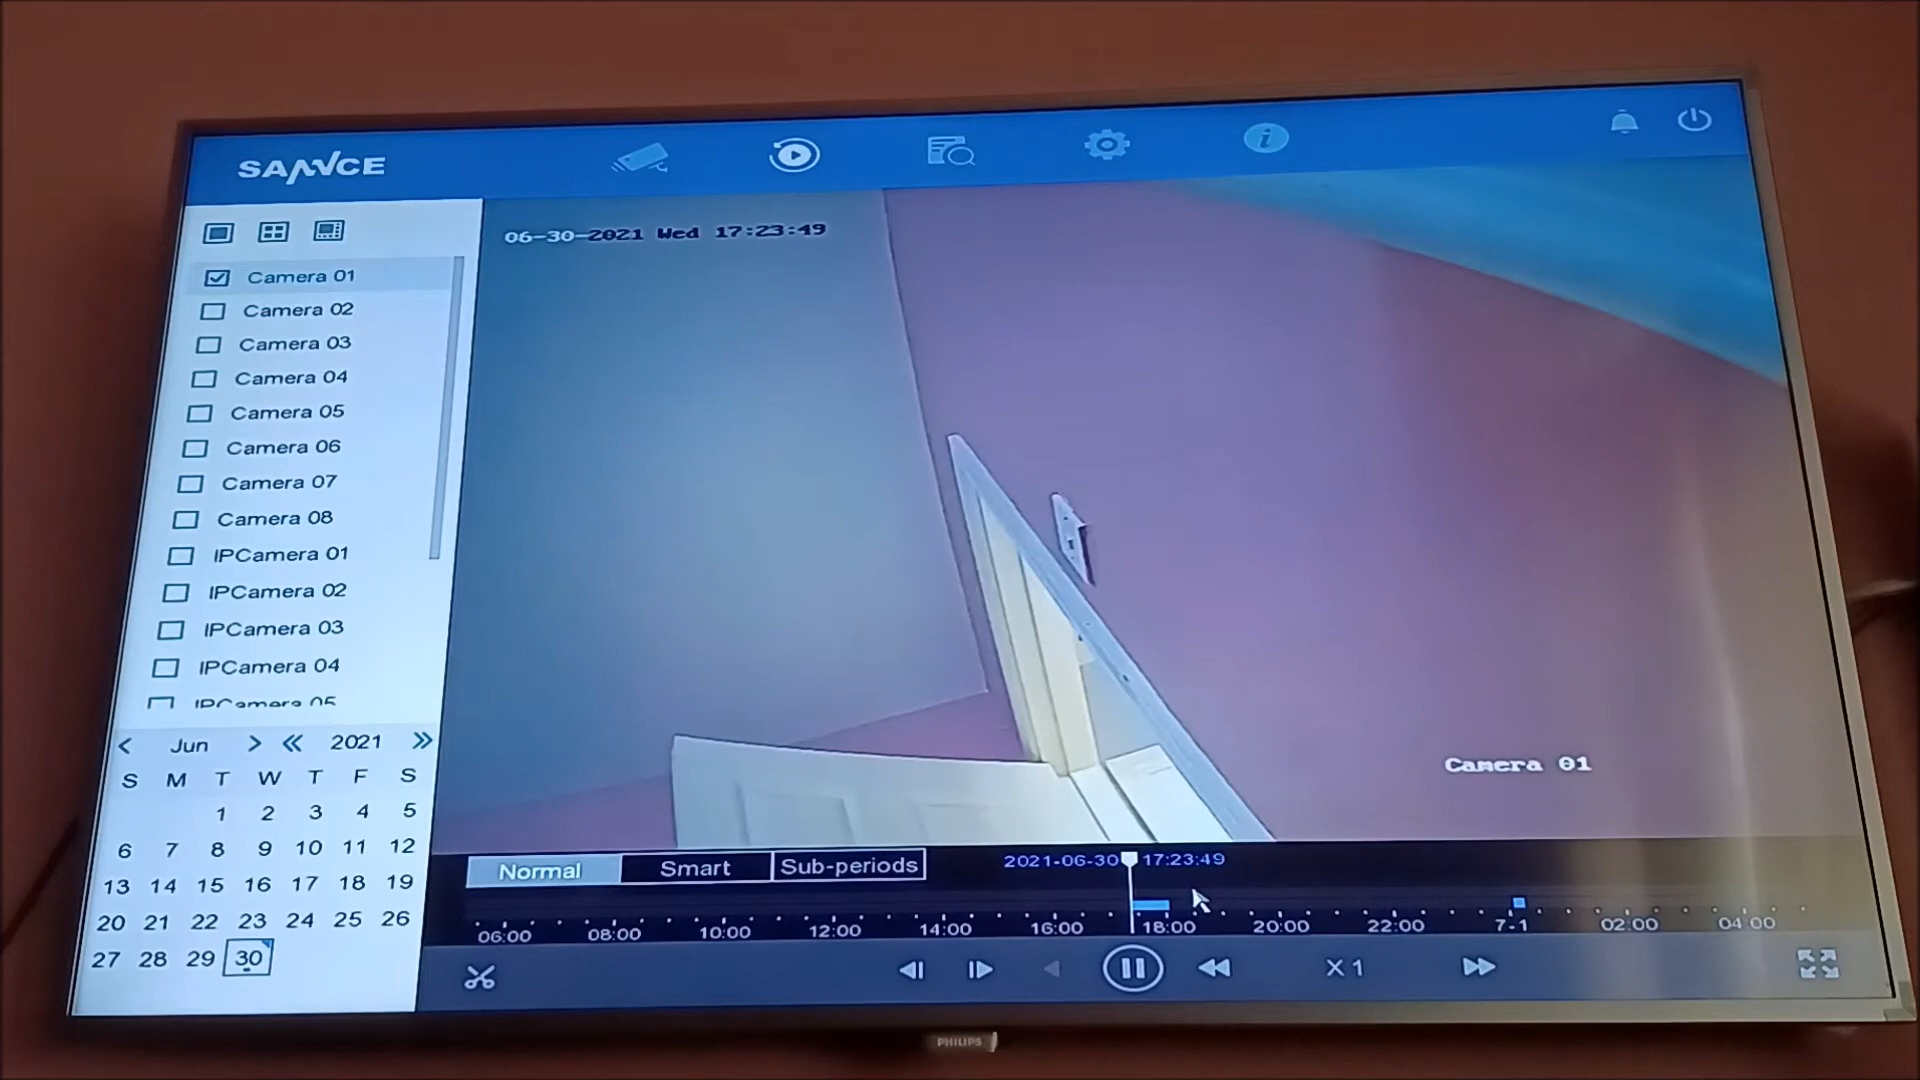 SANNCE
06-30-2021 Wed 17:23:49
Camera 01
Camera 02
Camera 03
Camera 04
Camera 05
Camera 06
Camera 07
Camera 08
IPCamera 01
IPCamera 02
IPCamera 03
IPCamera 04
IPCamera 05
< Jun > « 2021 »
S M T W T F S
1 2 3 4 5
6 7 8 9 10 11 12
13 14 15 16 17 18 19
20 21 22 23 24 25 26
27 28 29 30
Camera 01
Normal Smart Sub-periods
2021-06-30 17:23:49
06:00 08:00 10:00 12:00 14:00 16:00 18:00 20:00 22:00 7-1 02:00 04:00
X 1
PHILIPS